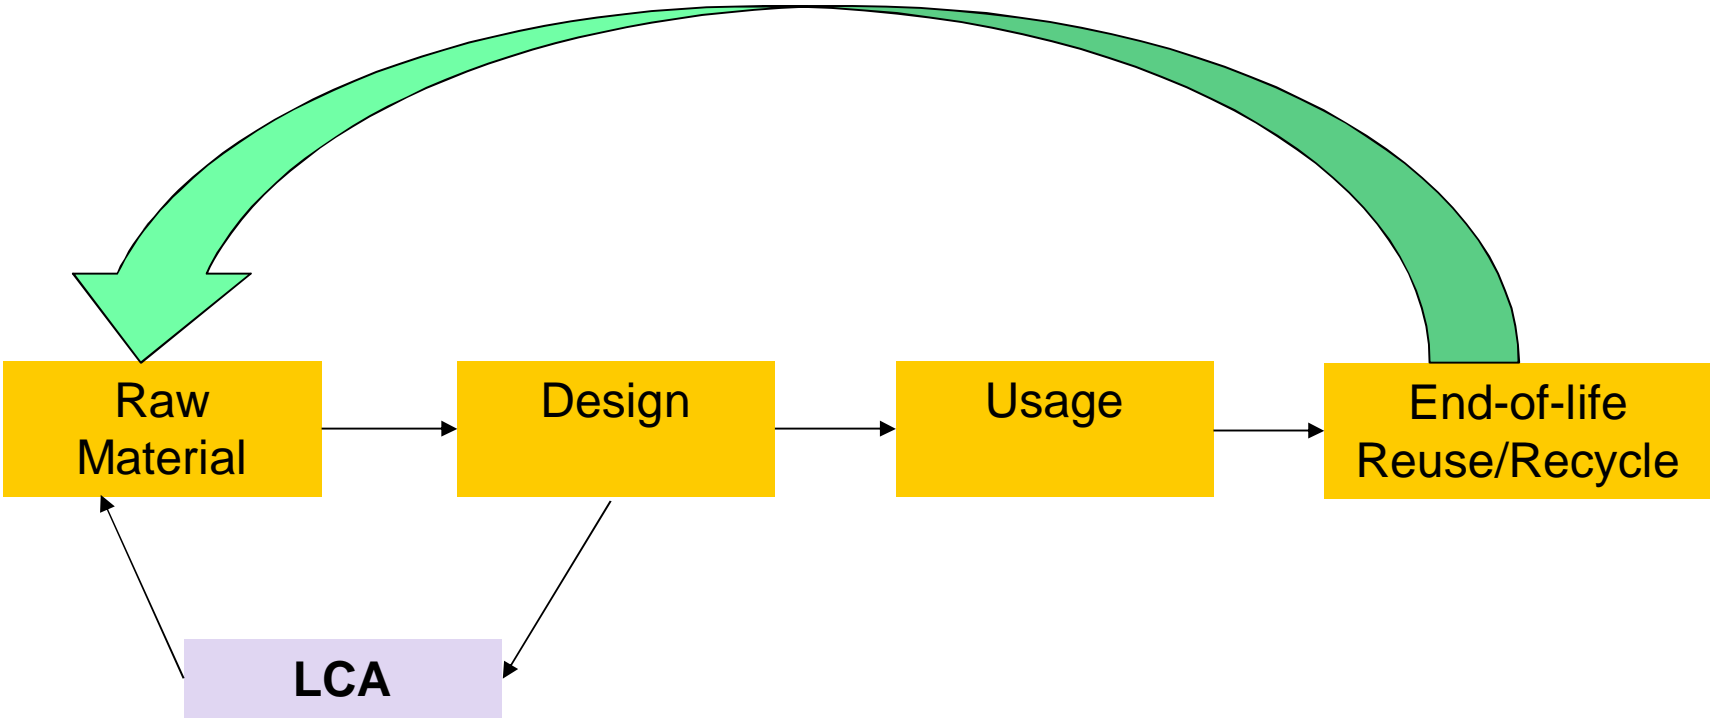 Raw
Material
Design
Usage
End-of-life
Reuse/Recycle
LCA